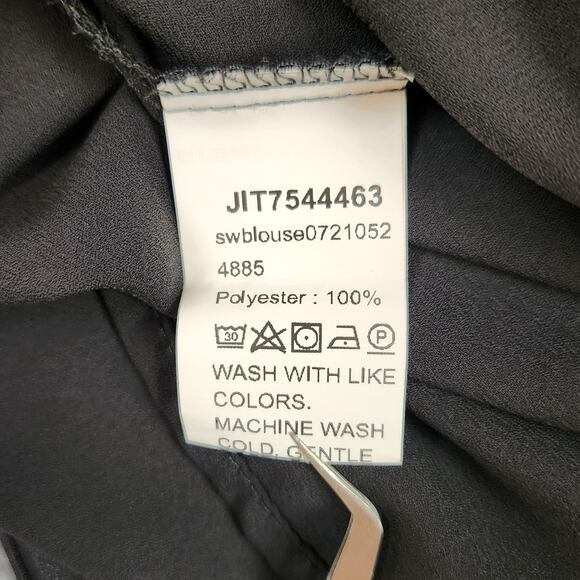 JIT7544463
swblouse0721052
4885
Polyester : 100%
30 P
WASH WITH LIKE
COLORS.
MACHINE WASH
COLD, GENTLE